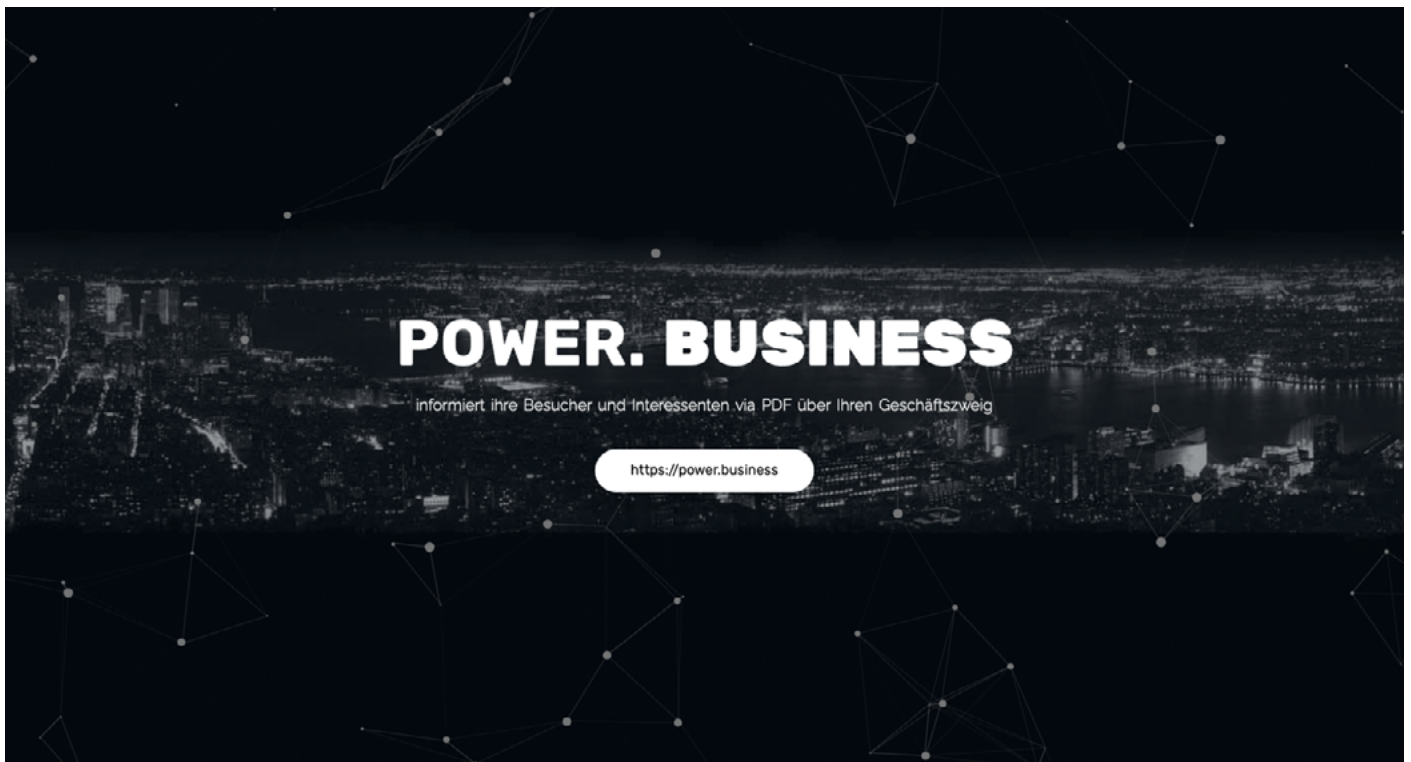 POWER. BUSINESS
informiert ihre Besucher und Interessenten via PDF über Ihren Geschäftszweig
https://power.business